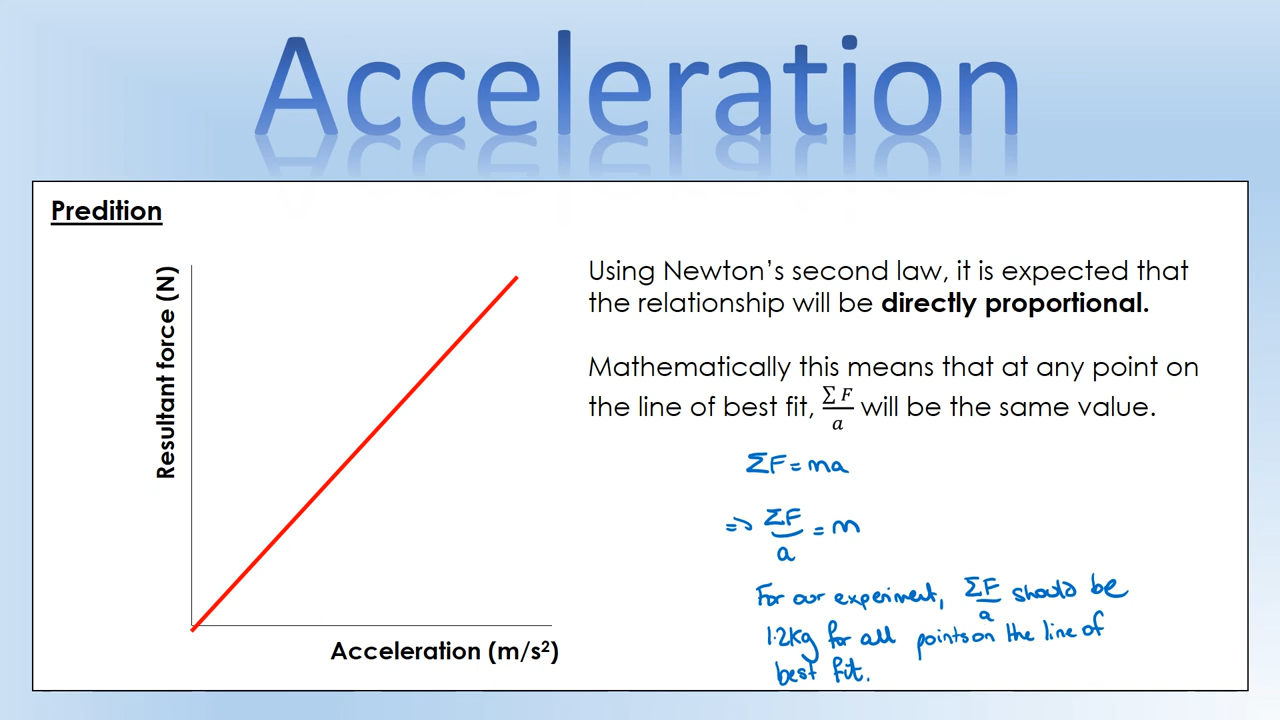 Acceleration
Predition
Resultant force (N)
Acceleration (m/s²)
Using Newton's second law, it is expected that
the relationship will be directly proportional.
Mathematically this means that at any point on
the line of best fit, ∑F/a will be the same value.
ΣF = ma
=> ΣF/a = m
For our experiment, ΣF/a should be
1.2Kg for all points on the line of
best fit.